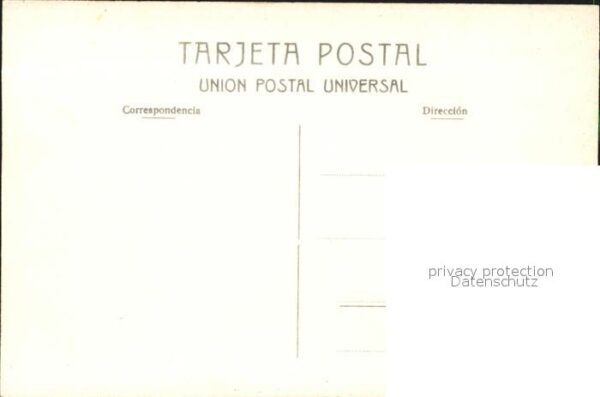 TARJETA POSTAL
UNION POSTAL UNIVERSAL
Correspondencia
Dirección
privacy protection
Datenschutz